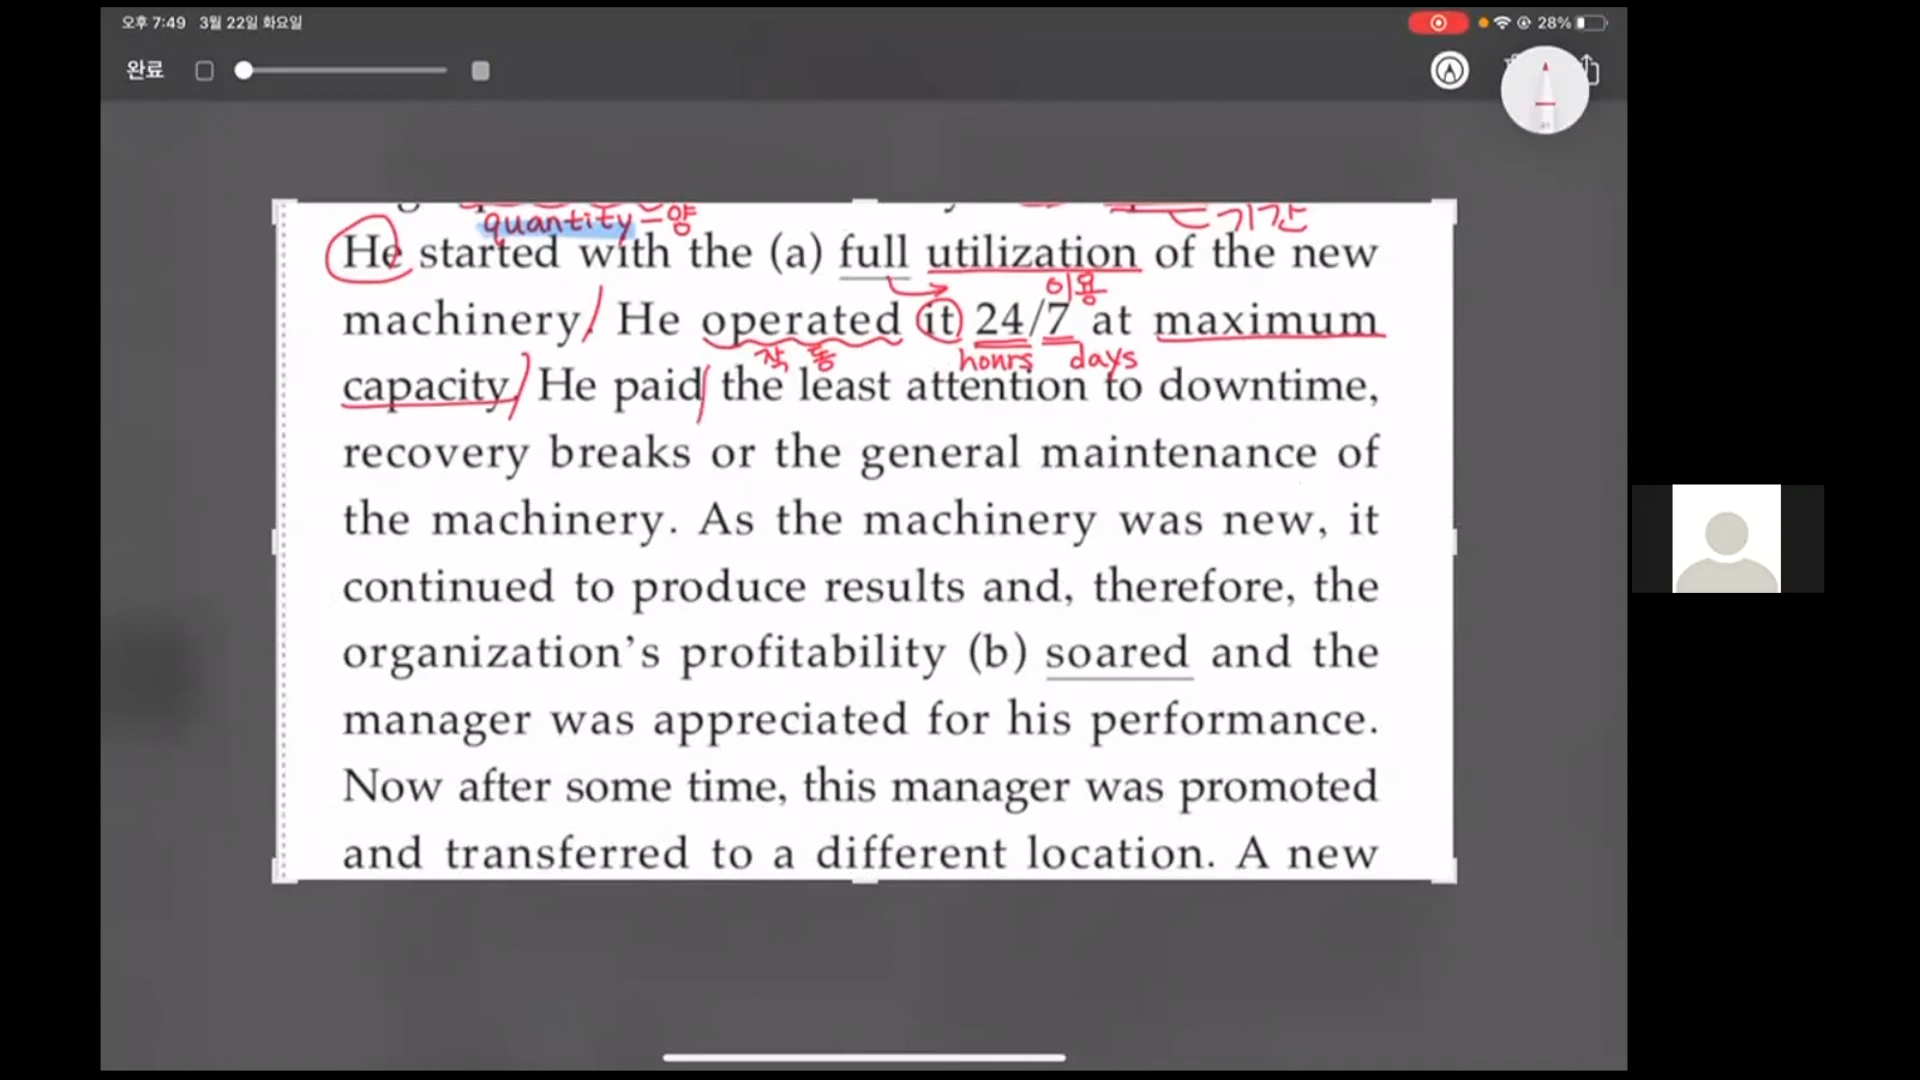 오후 7:49 3월 22일 화요일
28%
완료
quantity = 양
기간
He started with the (a) full utilization of the new
이용
machinery. He operated it 24/7 at maximum
작동 hours days
capacity. He paid the least attention to downtime,
recovery breaks or the general maintenance of
the machinery. As the machinery was new, it
continued to produce results and, therefore, the
organization's profitability (b) soared and the
manager was appreciated for his performance.
Now after some time, this manager was promoted
and transferred to a different location. A new